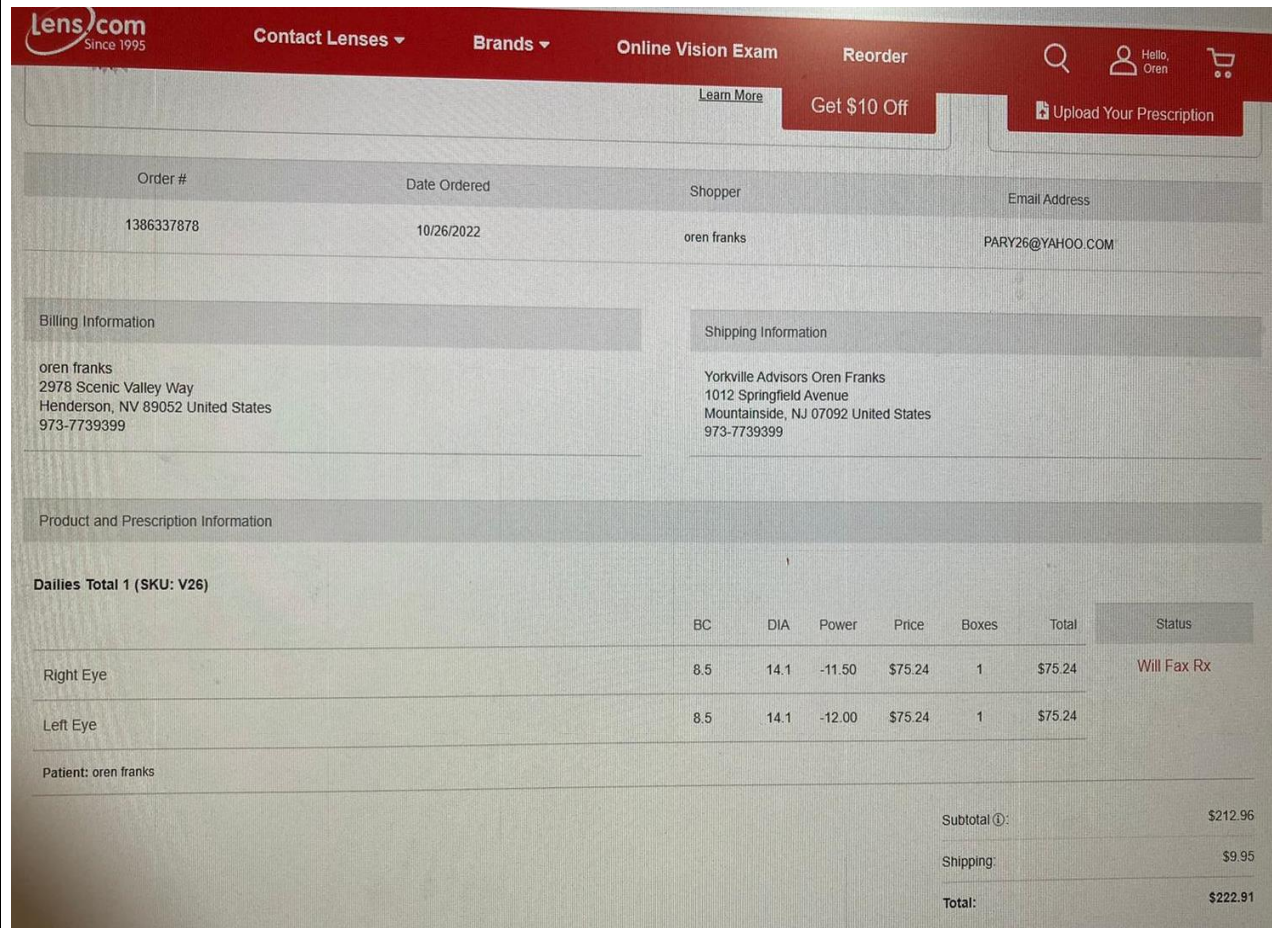 Lens.com
Since 1995
Contact Lenses
Brands
Online Vision Exam
Reorder
Hello,
Oren
Learn More
Get $10 Off
Upload Your Prescription
Order # Date Ordered Shopper Email Address
1386337878 10/26/2022 oren franks PARY26@YAHOO.COM
Billing Information
oren franks
2978 Scenic Valley Way
Henderson, NV 89052 United States
973-7739399
Shipping Information
Yorkville Advisors Oren Franks
1012 Springfield Avenue
Mountainside, NJ 07092 United States
973-7739399
Product and Prescription Information
Dailies Total 1 (SKU: V26)
BC DIA Power Price Boxes Total Status
Right Eye 8.5 14.1 -11.50 $75.24 1 $75.24 Will Fax Rx
Left Eye 8.5 14.1 -12.00 $75.24 1 $75.24
Patient: oren franks
Subtotal ⓘ: $212.96
Shipping: $9.95
Total: $222.91